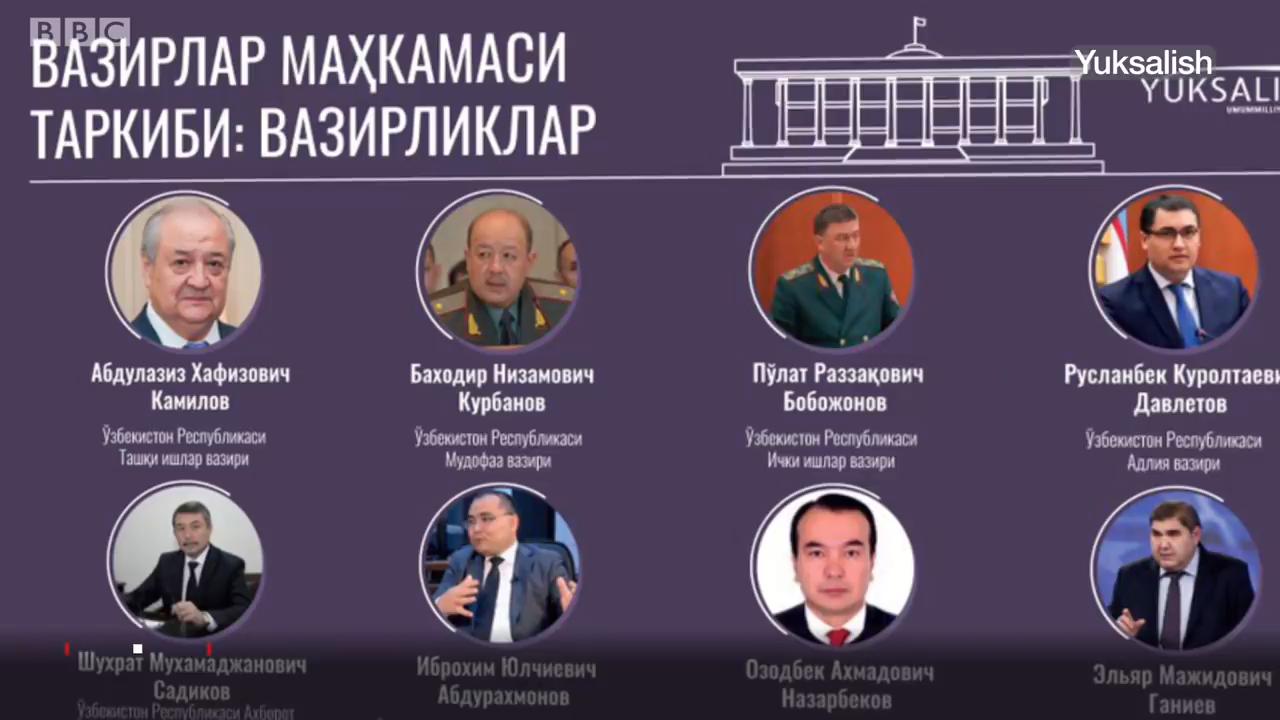 BBC
ВАЗИРЛАР МАҲКАМАСИ
ТАРКИБИ: ВАЗИРЛИКЛАР
Yuksalish
YUKSALI
Абдулазиз Хафизович
Камилов
Ўзбекистон Республикаси
Ташқи ишлар вазири
Баходир Низамович
Курбанов
Ўзбекистон Республикаси
Мудофаа вазири
Пўлат Раззақович
Бобожонов
Ўзбекистон Республикаси
Ички ишлар вазири
Русланбек Куролтаеви
Давлетов
Ўзбекистон Республикаси
Адлия вазири
Шухрат Мухамаджанович
Садиков
Ўзбекистон Республикаси Ахборот
Иброхим Юлчиевич
Абдурахмонов
Озодбек Ахмадович
Назарбеков
Эльяр Мажидович
Ганиев